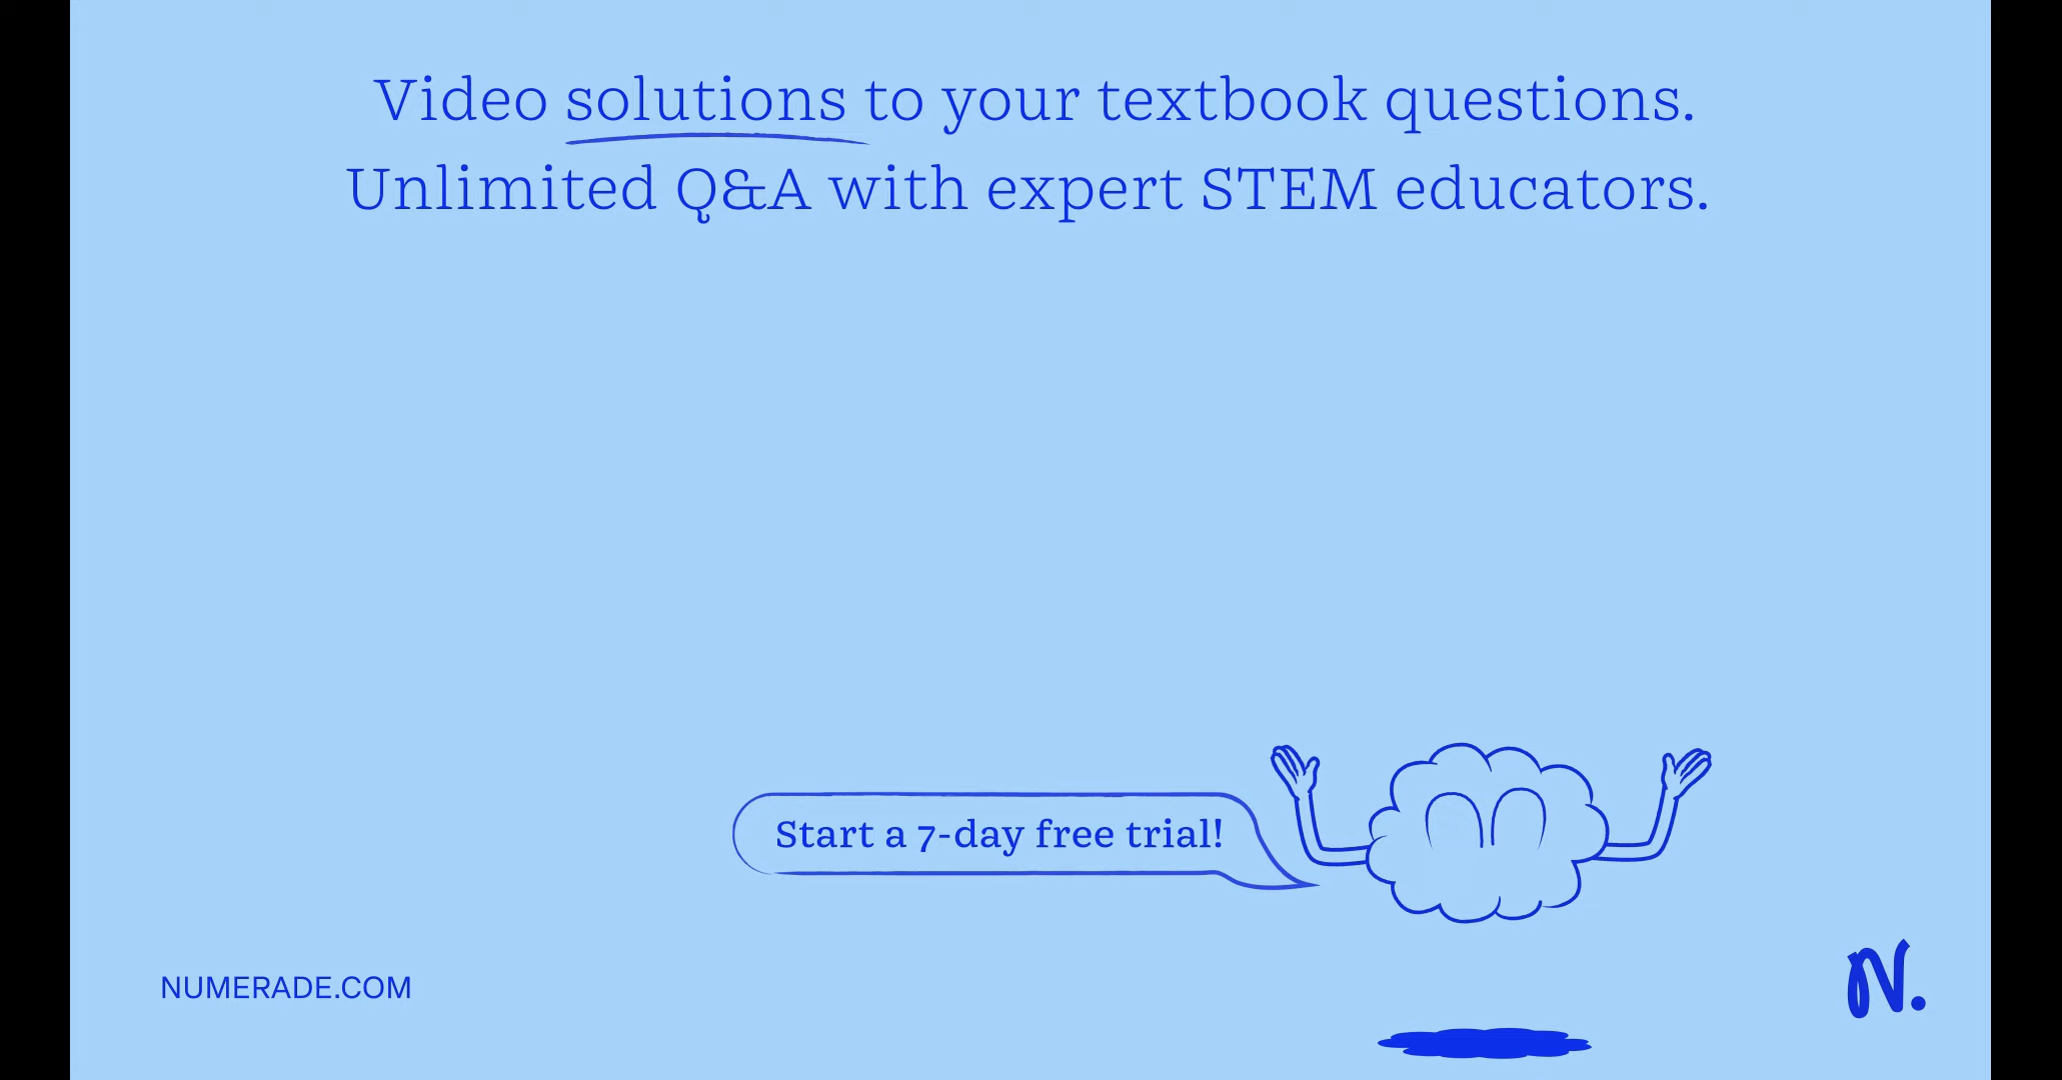 Video solutions to your textbook questions.
Unlimited Q&A with expert STEM educators.
Start a 7-day free trial!
NUMERADE.COM
N.